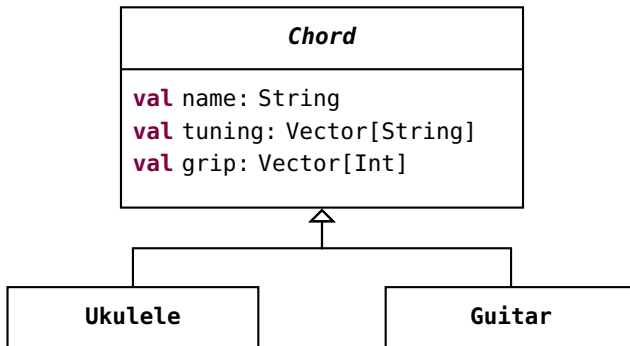 Chord
val name: String
val tuning: Vector[String]
val grip: Vector[Int]
Ukulele
Guitar